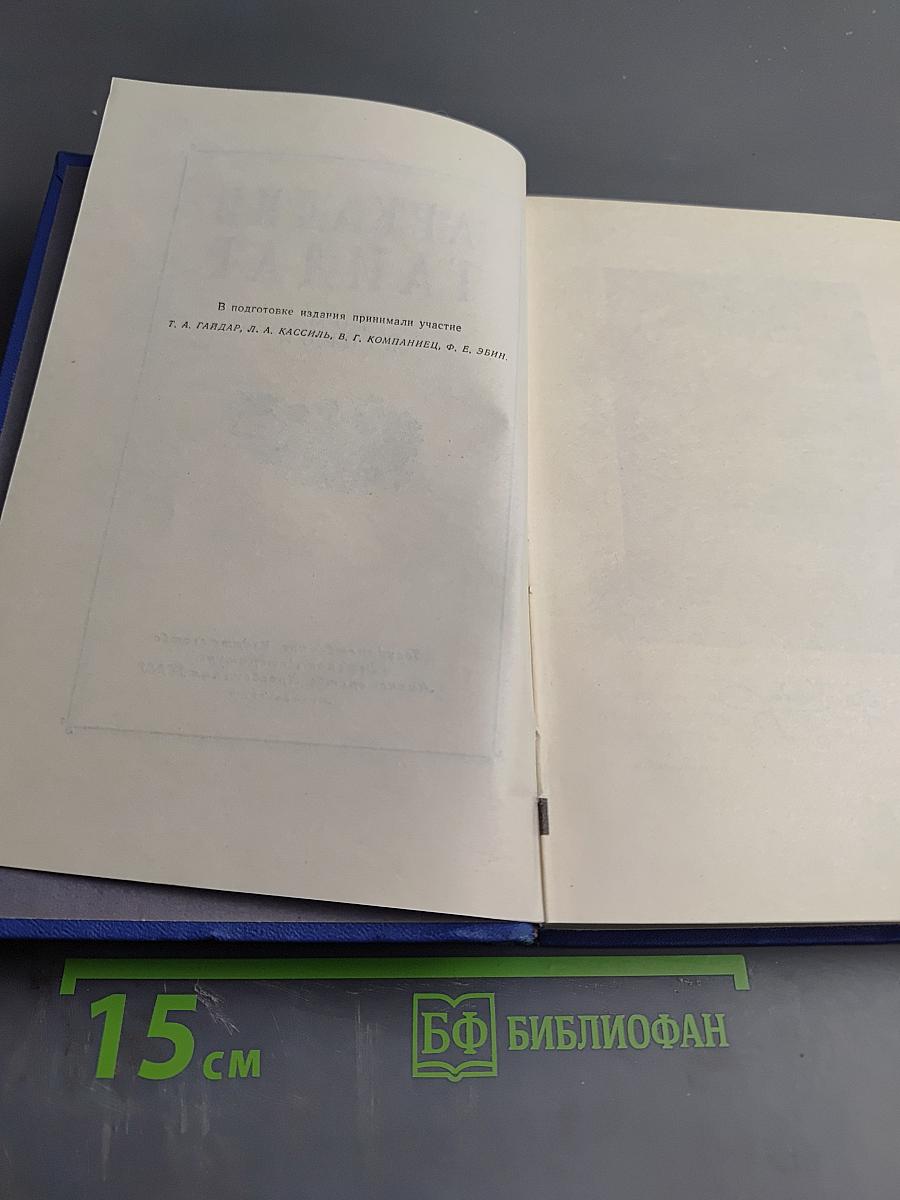 В подготовке издания принимали участие
Т. А. ГАЙДАР, Л. А. КАССИЛЬ, В. Г. КОМПАНИЕЦ, Ф. Е. ЭБИН.
15 см
БФ БИБЛИОФАН